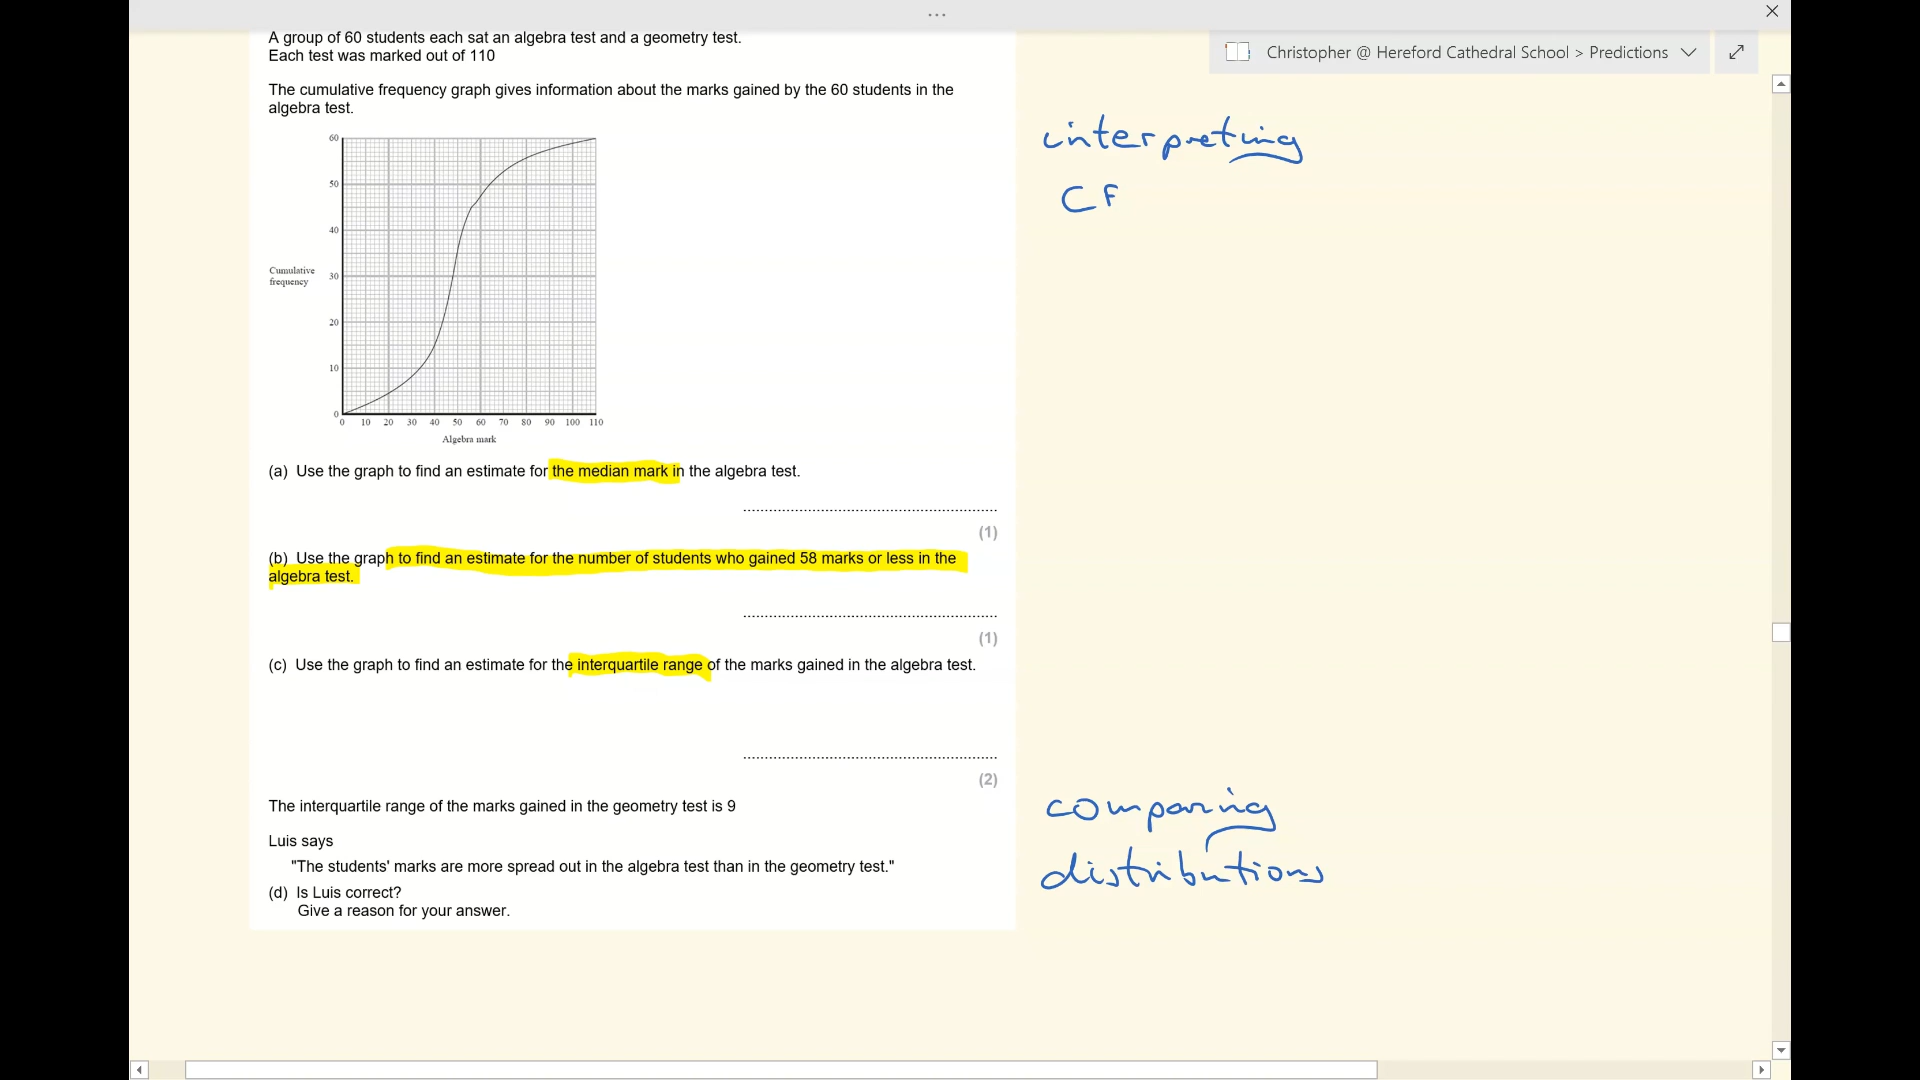 A group of 60 students each sat an algebra test and a geometry test.
Each test was marked out of 110
Christopher @ Hereford Cathedral School > Predictions
The cumulative frequency graph gives information about the marks gained by the 60 students in the
algebra test.
interpreting
CF
60
50
40
Cumulative
frequency
30
20
10
0
0 10 20 30 40 50 60 70 80 90 100 110
Algebra mark
(a) Use the graph to find an estimate for the median mark in the algebra test.
(1)
(b) Use the graph to find an estimate for the number of students who gained 58 marks or less in the
algebra test.
(1)
(c) Use the graph to find an estimate for the interquartile range of the marks gained in the algebra test.
(2)
The interquartile range of the marks gained in the geometry test is 9
Luis says
"The students' marks are more spread out in the algebra test than in the geometry test."
(d) Is Luis correct?
Give a reason for your answer.
comparing
distributions